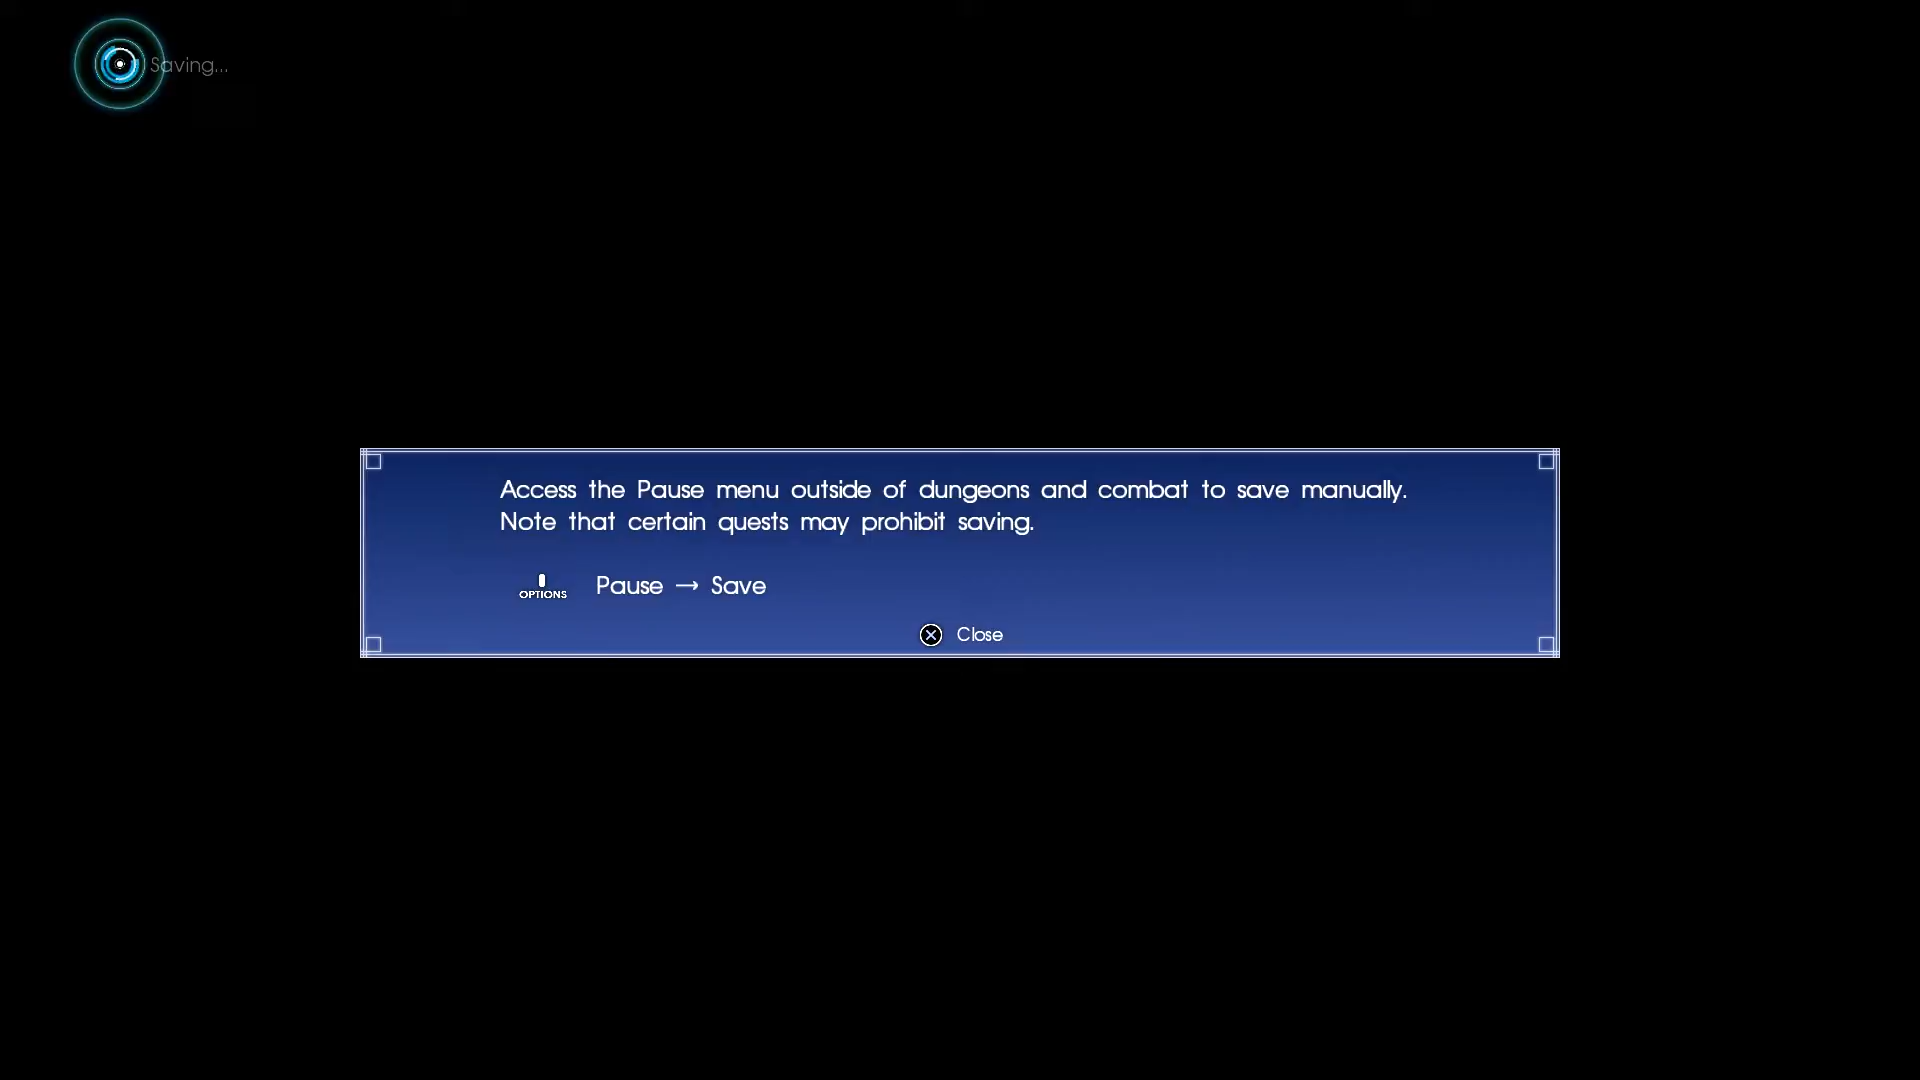 Saving...
Access the Pause menu outside of dungeons and combat to save manually.
Note that certain quests may prohibit saving.
OPTIONS Pause → Save
Close